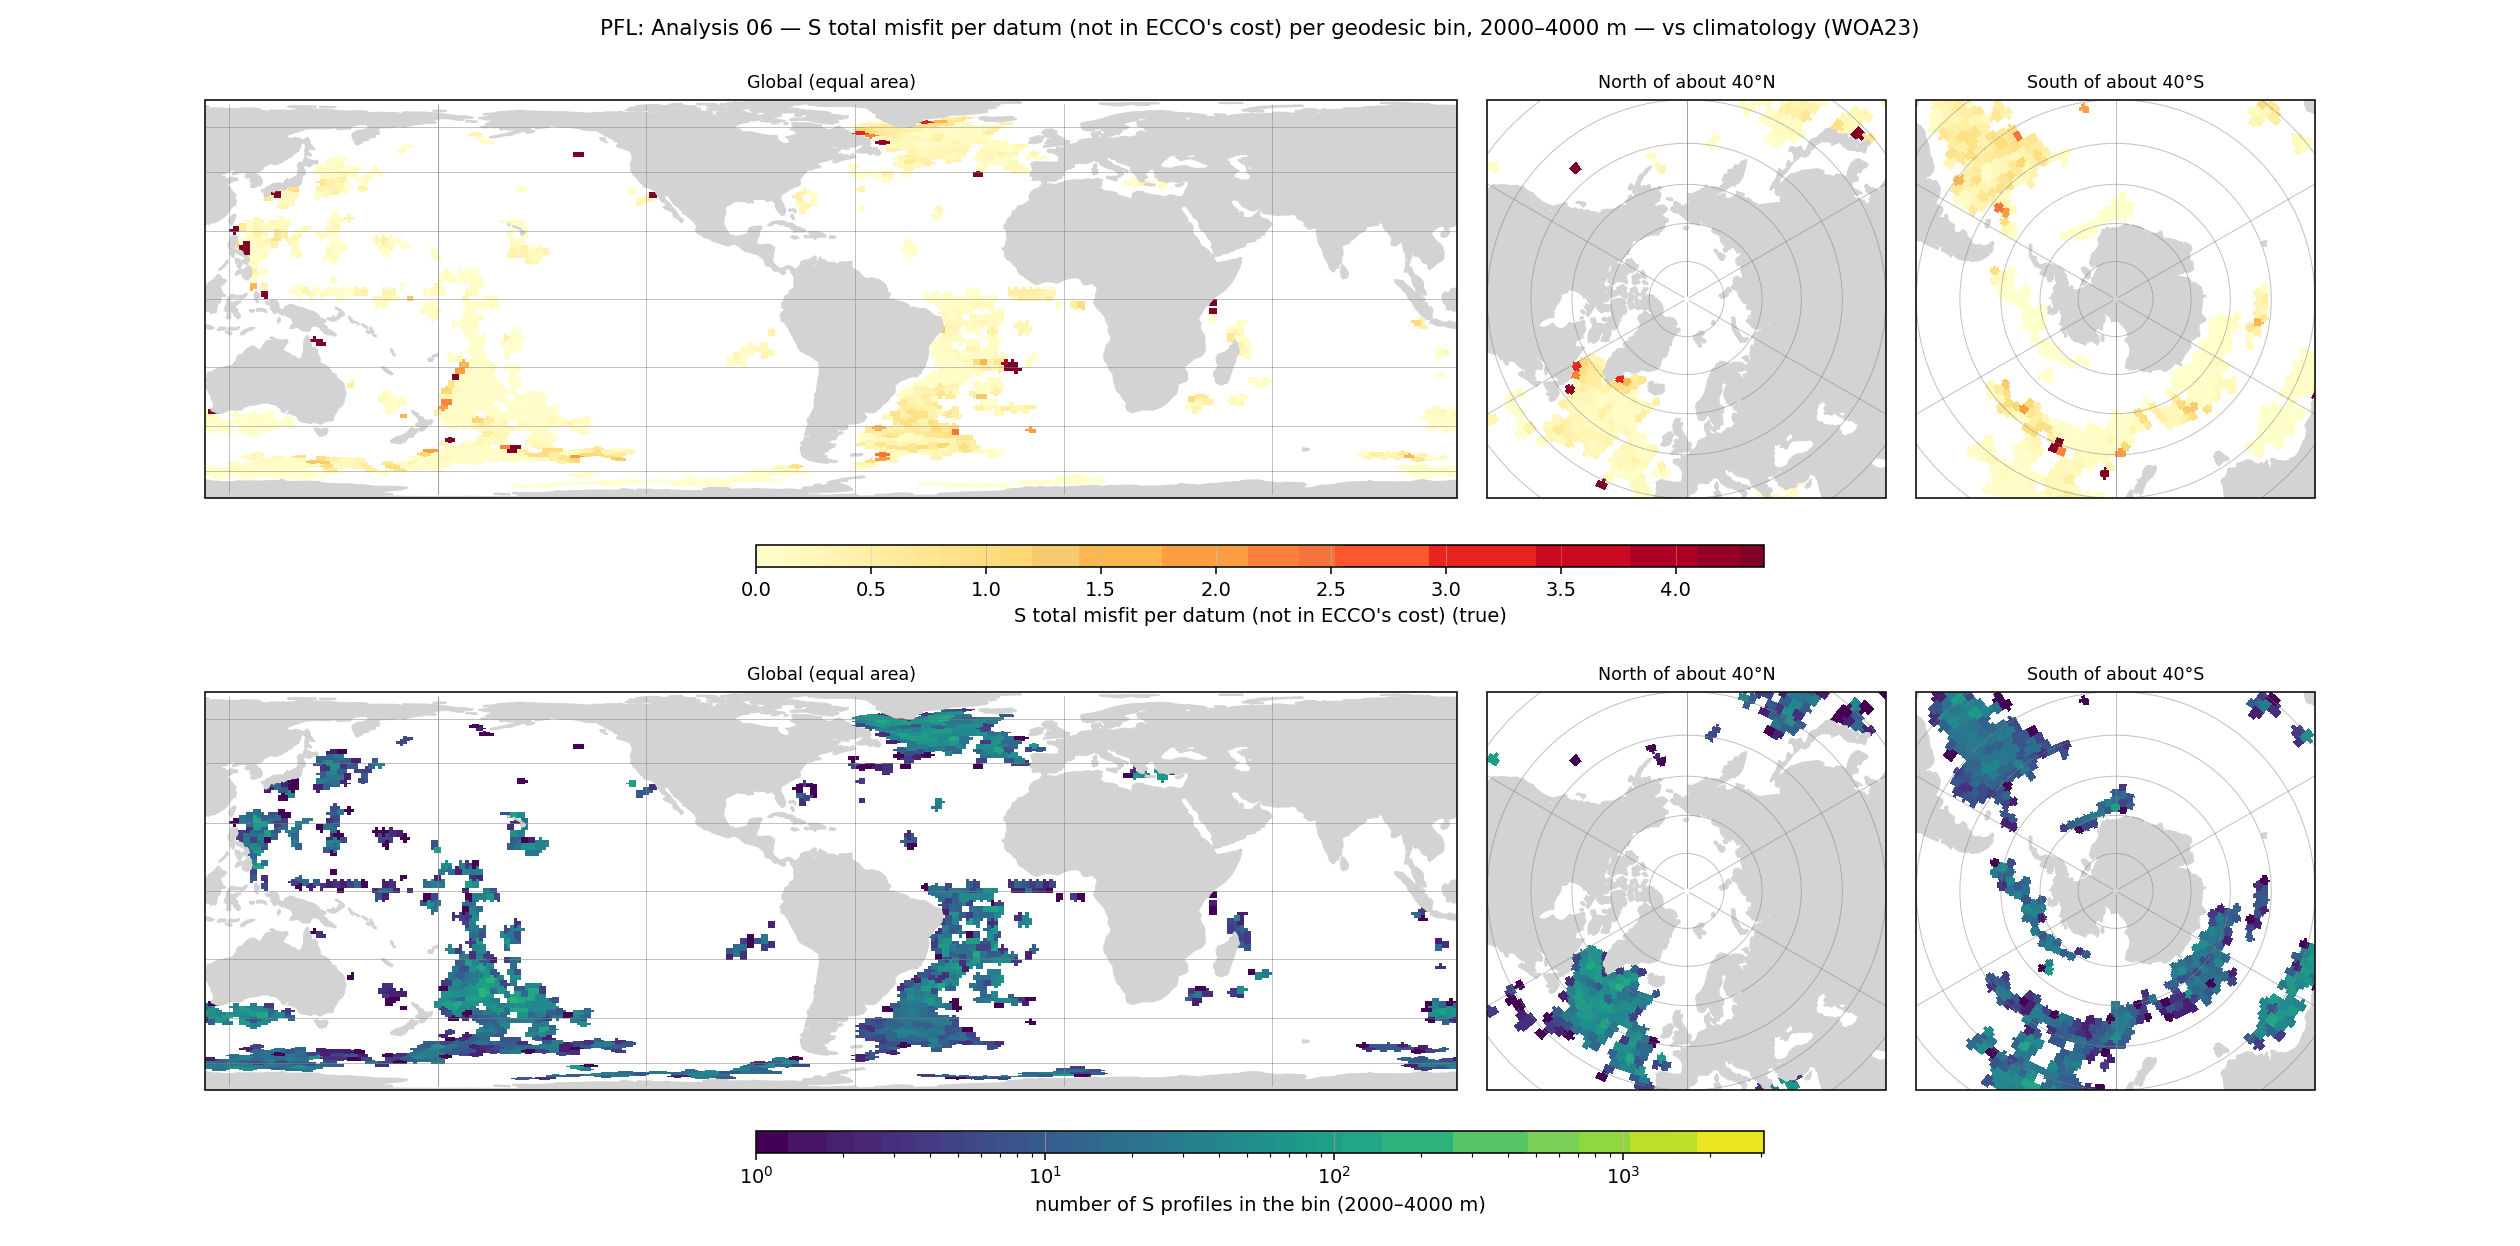 PFL: Analysis 06 — S total misfit per datum (not in ECCO's cost) per geodesic bin, 2000–4000 m — vs climatology (WOA23)
Global (equal area)
North of about 40°N
South of about 40°S
0.0 0.5 1.0 1.5 2.0 2.5 3.0 3.5 4.0
S total misfit per datum (not in ECCO's cost) (true)
Global (equal area)
North of about 40°N
South of about 40°S
10⁰ 10¹ 10² 10³
number of S profiles in the bin (2000–4000 m)